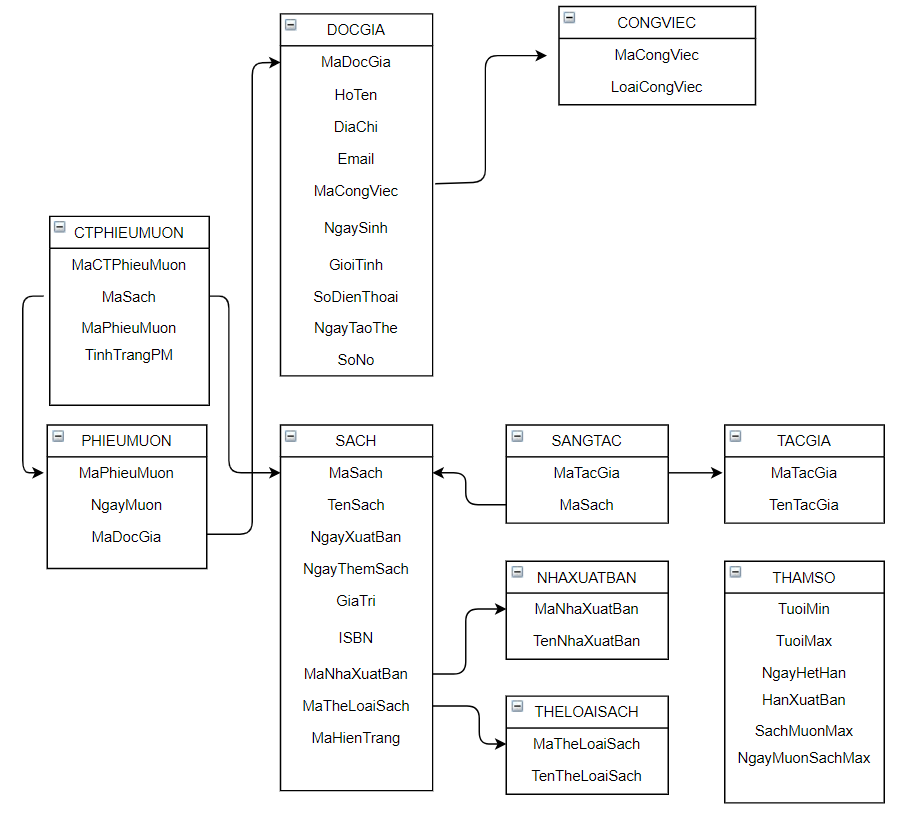 DOCGIA
MaDocGia
HoTen
DiaChi
Email
MaCongViec
NgaySinh
GioiTinh
SoDienThoai
NgayTaoThe
SoNo
CONGVIEC
MaCongViec
LoaiCongViec
CTPHIEUMUON
MaCTPhieuMuon
MaSach
MaPhieuMuon
TinhTrangPM
PHIEUMUON
MaPhieuMuon
NgayMuon
MaDocGia
SACH
MaSach
TenSach
NgayXuatBan
NgayThemSach
GiaTri
ISBN
MaNhaXuatBan
MaTheLoaiSach
MaHienTrang
SANGTAC
MaTacGia
MaSach
TACGIA
MaTacGia
TenTacGia
NHAXUATBAN
MaNhaXuatBan
TenNhaXuatBan
THELOAISACH
MaTheLoaiSach
TenTheLoaiSach
THAMSO
TuoiMin
TuoiMax
NgayHetHan
HanXuatBan
SachMuonMax
NgayMuonSachMax